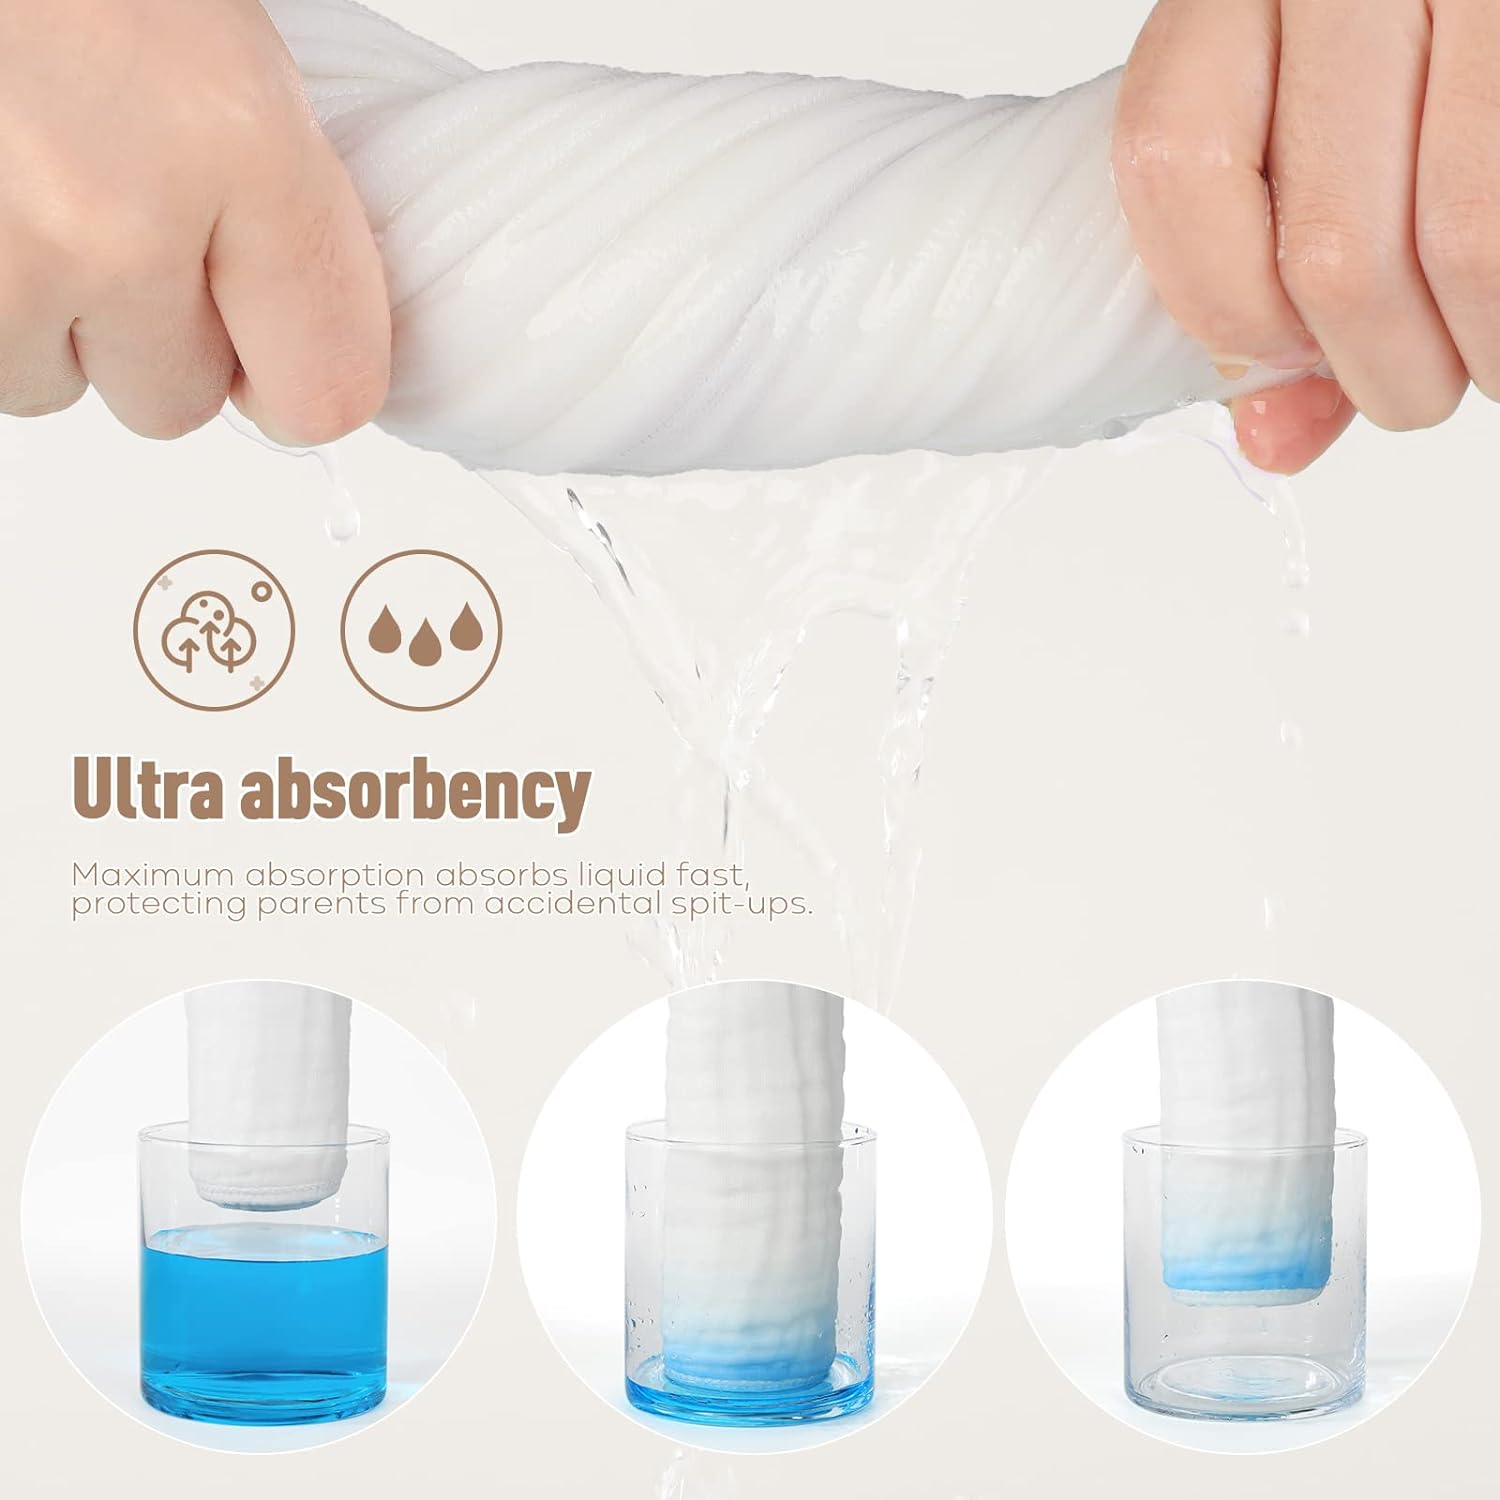 Ultra absorbency
Maximum absorption absorbs liquid fast,
protecting parents from accidental spit-ups.